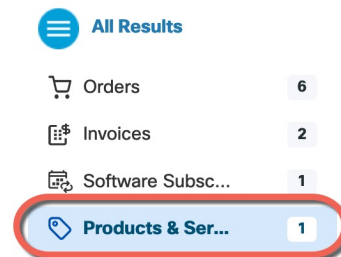 All Results
Orders 6
Invoices 2
Software Subsc... 1
Products & Ser... 1